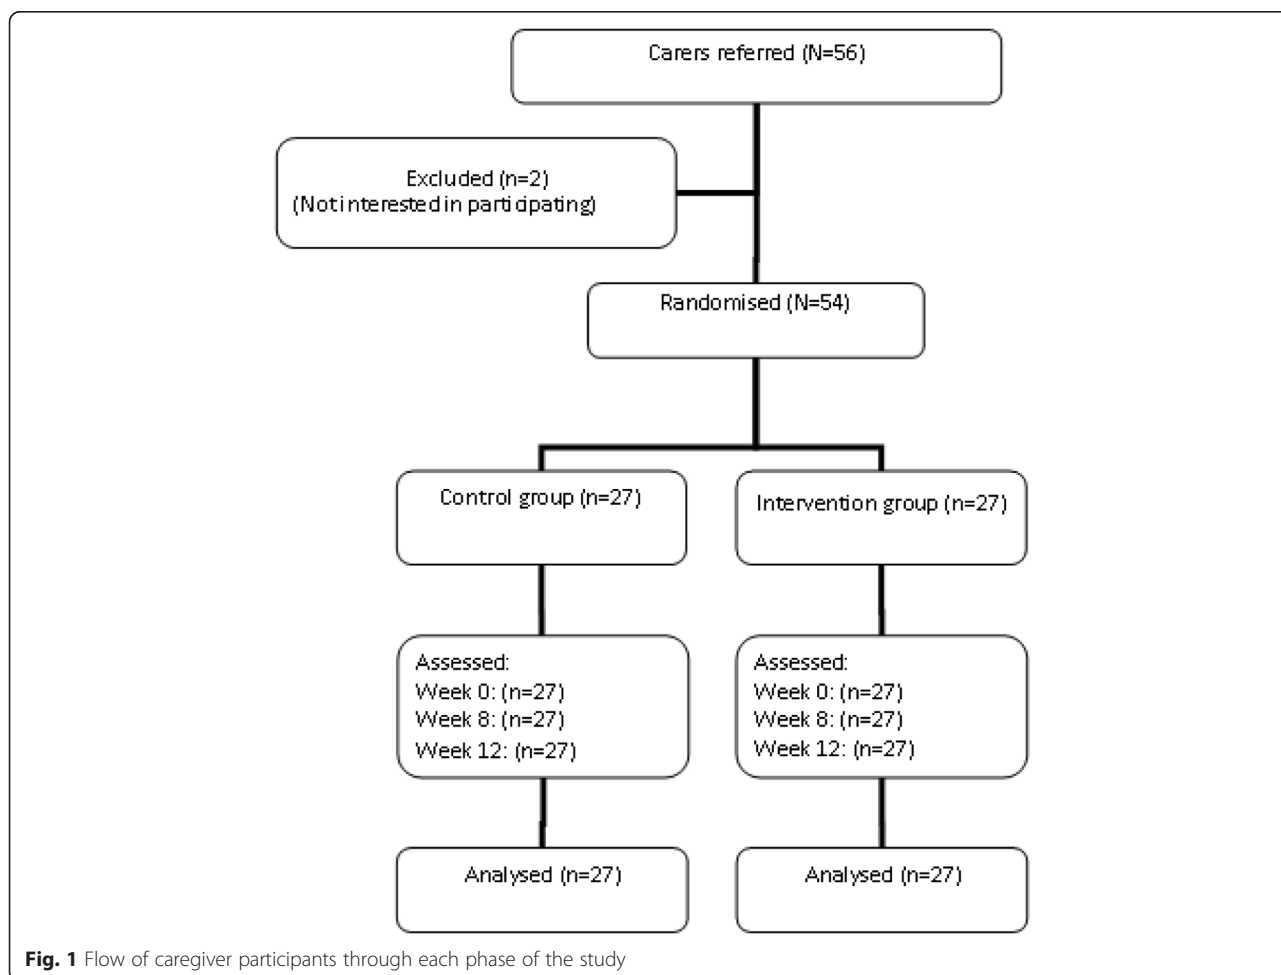 Carers referred (N=56)
Excluded (n=2)
(Not interested in participating)
Randomised (N=54)
Control group (n=27)
Intervention group (n=27)
Assessed:
Week 0: (n=27)
Week 8: (n=27)
Week 12: (n=27)
Assessed:
Week 0: (n=27)
Week 8: (n=27)
Week 12: (n=27)
Analysed (n=27)
Analysed (n=27)
Fig. 1 Flow of caregiver participants through each phase of the study